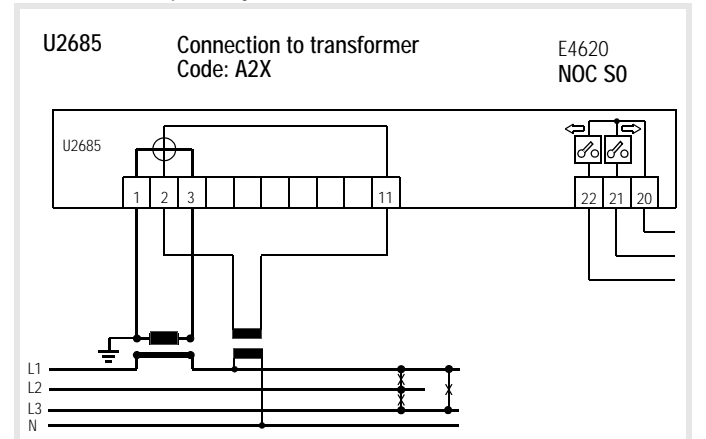 U2685
Connection to transformer
Code: A2X
E4620
NOC S0
U2685
1 2 3 11 22 21 20
L1
L2
L3
N